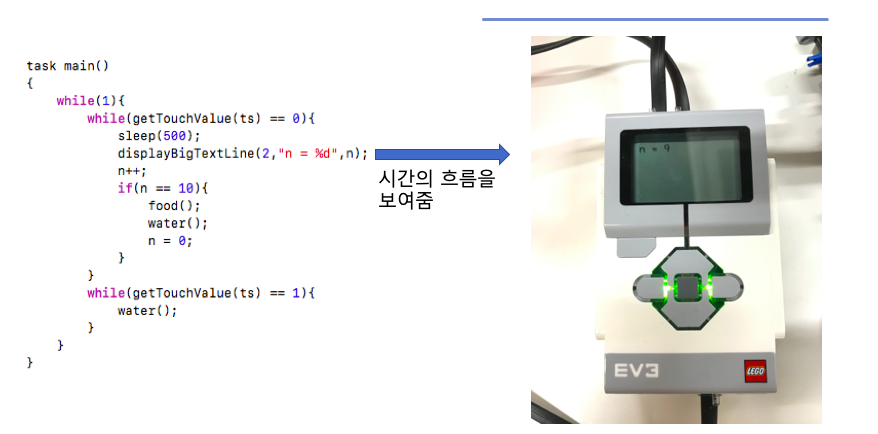 task main()
{
    while(1){
        while(getTouchValue(ts) == 0){
            sleep(500);
            displayBigTextLine(2,"n = %d",n);
            n++;
            if(n == 10){
                food();
                water();
                n = 0;
            }
        }
        while(getTouchValue(ts) == 1){
            water();
        }
    }
}
시간의 흐름을
보여줌
n = 9
EV3
LEGO